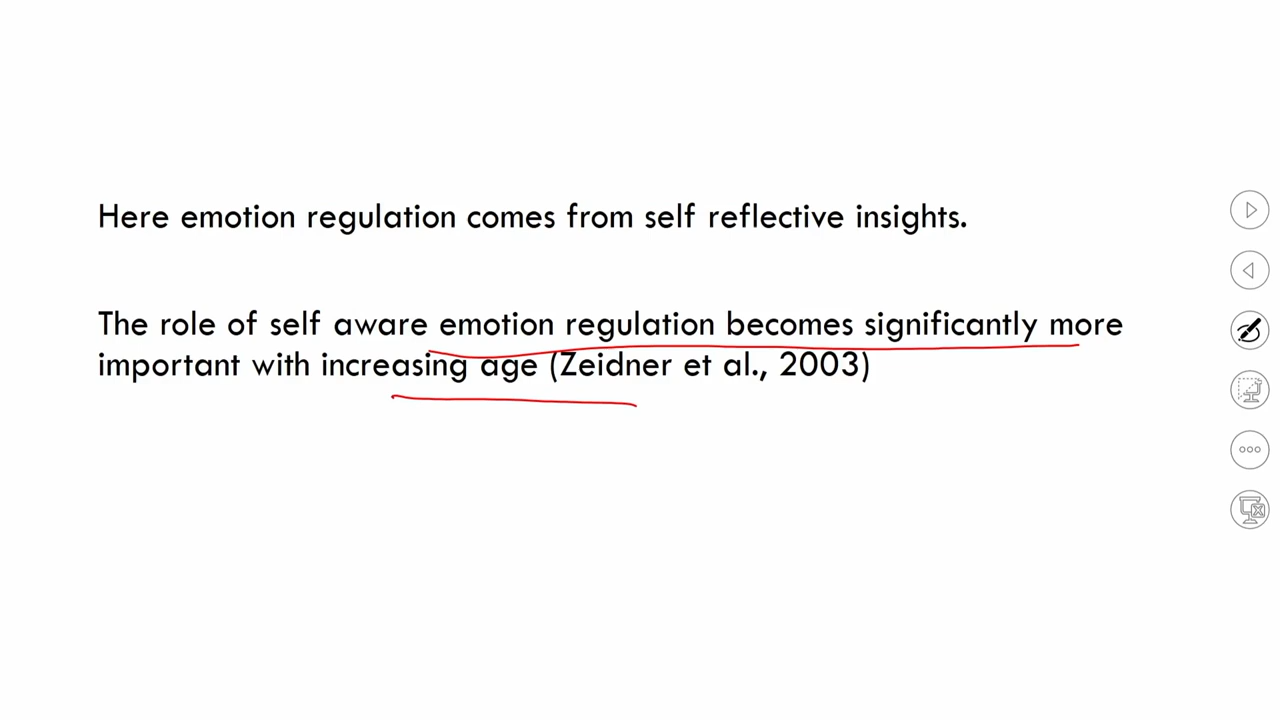 Here emotion regulation comes from self reflective insights.
The role of self aware emotion regulation becomes significantly more
important with increasing age (Zeidner et al., 2003)